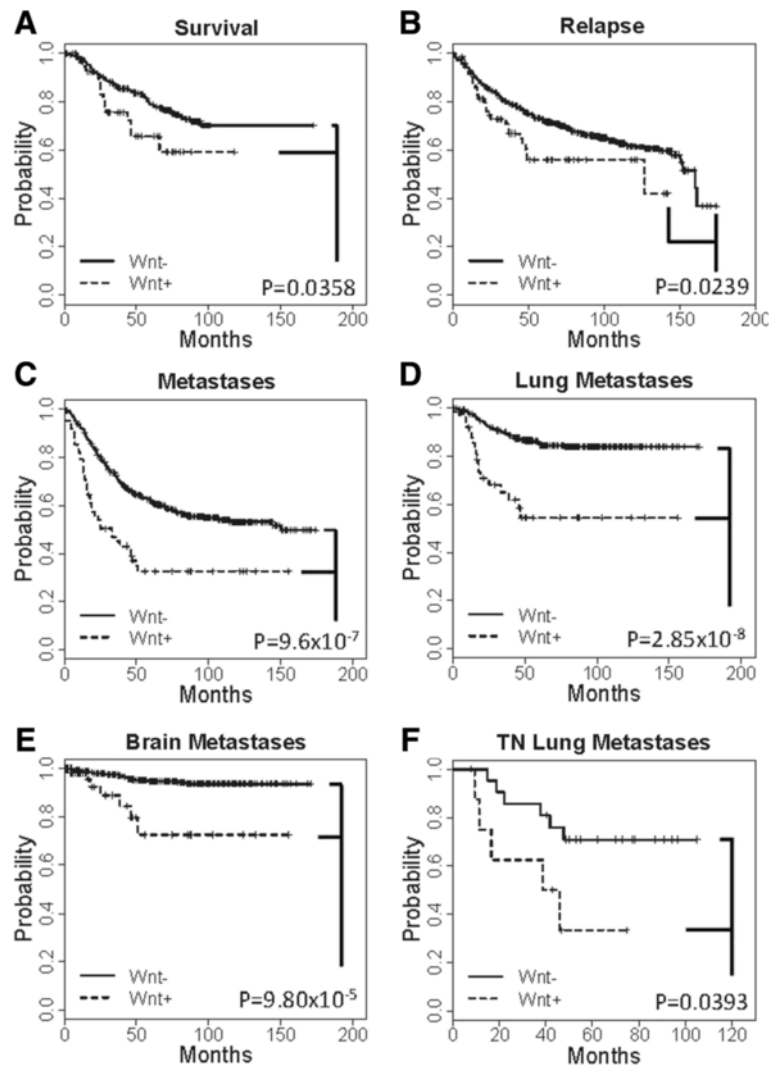 A Survival
Probability
1.0
0.8
0.6
0.4
0.2
0.0
Wnt-
Wnt+
P=0.0358
0 50 100 150 200
Months
B Relapse
Probability
1.0
0.8
0.6
0.4
0.2
0.0
Wnt-
Wnt+
P=0.0239
0 50 100 150 200
Months
C Metastases
Probability
1.0
0.8
0.6
0.4
0.2
0.0
Wnt-
Wnt+
P=9.6x10⁻⁷
0 50 100 150 200
Months
D Lung Metastases
Probability
1.0
0.8
0.6
0.4
0.2
0.0
Wnt-
Wnt+
P=2.85x10⁻⁸
0 50 100 150 200
Months
E Brain Metastases
Probability
1.0
0.8
0.6
0.4
0.2
0.0
Wnt-
Wnt+
P=9.80x10⁻⁵
0 50 100 150 200
Months
F TN Lung Metastases
Probability
1.0
0.8
0.6
0.4
0.2
0.0
Wnt-
Wnt+
P=0.0393
0 20 40 60 80 100 120
Months